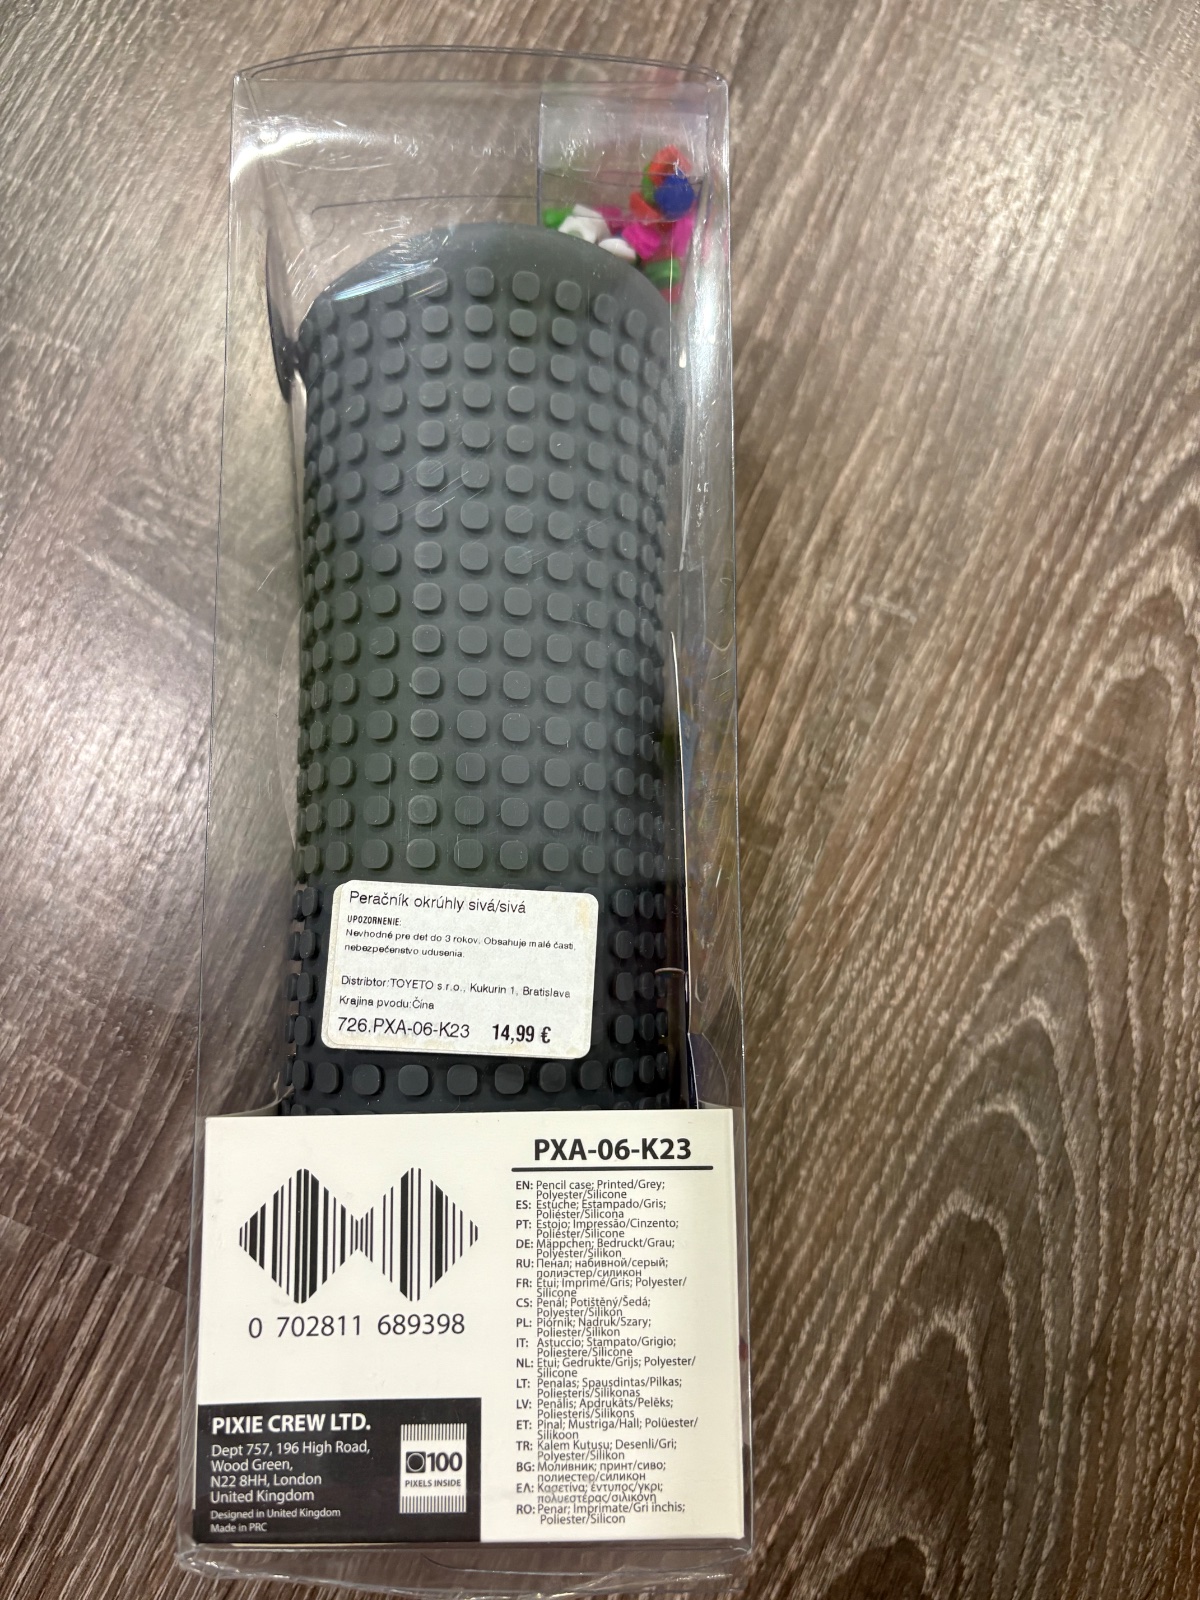 Peračník okrúhly sivá/sivá
UPOZORNENIE:
Nevhodné pre det do 3 rokov. Obsahuje malé časti,
nebezpečenstvo udusenia.
Distribtor:TOYETO s.r.o., Kukurin 1, Bratislava
Krajina pvodu:Čína
726.PXA-06-K23 14,99 €
PXA-06-K23
EN: Pencil case; Printed/Grey;
Polyester/Silicone
ES: Estuche; Estampado/Gris;
Poliéster/Silicona
PT: Estojo; Impressão/Cinzento;
Poliéster/Silicone
DE: Mäppchen; Bedruckt/Grau;
Polyester/Silikon
RU: Пенал; набивной/серый;
полиэстер/силикон
FR: Étui; Imprimé/Gris; Polyester/
Silicone
CS: Penál; Potištěný/Šedá;
Polyester/Silikon
PL: Piórnik; Nadruk/Szary;
Poliester/Silikon
IT: Astuccio; Stampato/Grigio;
Poliestere/Silicone
NL: Etui; Gedrukte/Grijs; Polyester/
Silicone
LT: Penalas; Spausdintas/Pilkas;
Poliesteris/Silikonas
LV: Penālis; Apdrukāts/Pelēks;
Poliesteris/Silikons
ET: Pinal; Mustriga/Hall; Polüester/
Silikoon
TR: Kalem Kutusu; Desenli/Gri;
Polyester/Silikon
BG: Моливник; принт/сиво;
полиестер/силикон
ΕΛ: Κασετίνα; έντυπος/γκρι;
πολυεστέρας/σιλικόνη
RO: Penar; Imprimate/Gri inchis;
Poliester/Silicon
0 702811 689398
PIXIE CREW LTD.
Dept 757, 196 High Road,
Wood Green,
N22 8HH, London
United Kingdom
Designed in United Kingdom
Made in PRC
100
PIXELS INSIDE